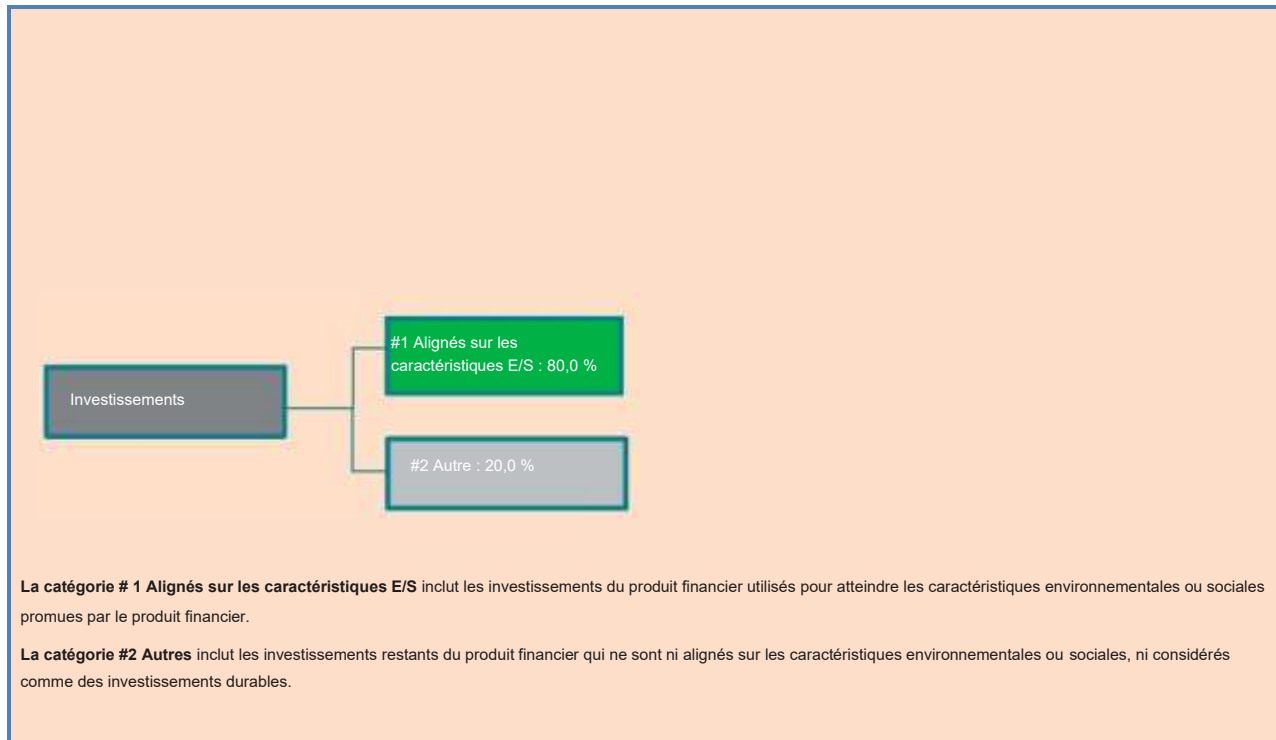 #1 Alignés sur les
caractéristiques E/S : 80,0 %
Investissements
#2 Autre : 20,0 %
La catégorie # 1 Alignés sur les caractéristiques E/S inclut les investissements du produit financier utilisés pour atteindre les caractéristiques environnementales ou sociales
promues par le produit financier.
La catégorie #2 Autres inclut les investissements restants du produit financier qui ne sont ni alignés sur les caractéristiques environnementales ou sociales, ni considérés
comme des investissements durables.